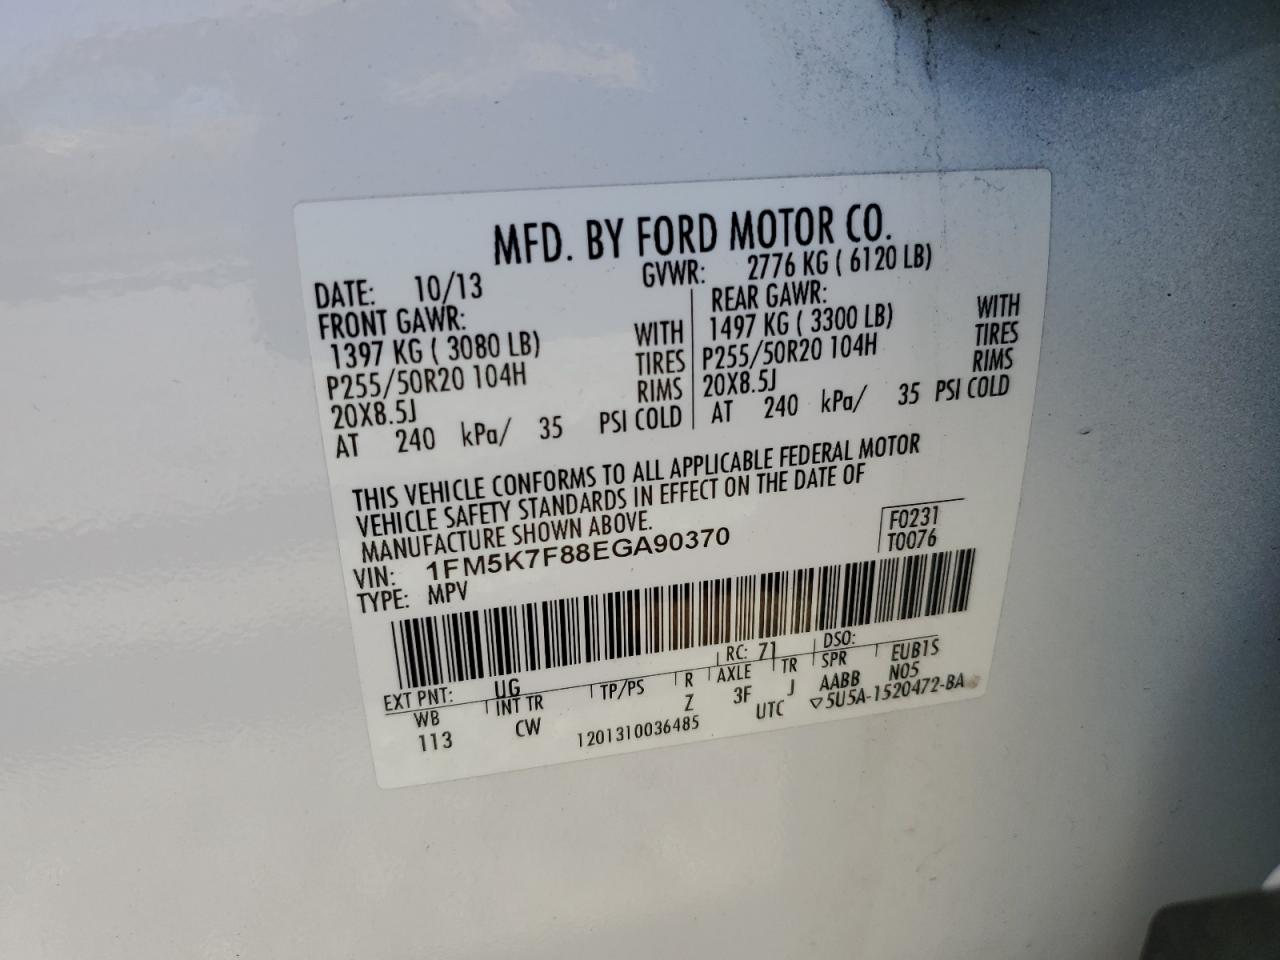 MFD. BY FORD MOTOR CO.
DATE: 10/13 GVWR: 2776 KG ( 6120 LB)
FRONT GAWR: REAR GAWR:
1397 KG ( 3080 LB) WITH 1497 KG ( 3300 LB) WITH
P255/50R20 104H TIRES P255/50R20 104H TIRES
20X8.5J RIMS 20X8.5J RIMS
AT 240 kPa/ 35 PSI COLD AT 240 kPa/ 35 PSI COLD
THIS VEHICLE CONFORMS TO ALL APPLICABLE FEDERAL MOTOR
VEHICLE SAFETY STANDARDS IN EFFECT ON THE DATE OF
MANUFACTURE SHOWN ABOVE.
F0231
VIN: 1FM5K7F88EGA90370 T0076
TYPE: MPV
EXT PNT: UG RC: 71 DSO:
WB INT TR TP/PS R AXLE TR SPR EUB1S
113 CW Z 3F J AABB N05
1201310036485 UTC ▽5U5A-1520472-BA